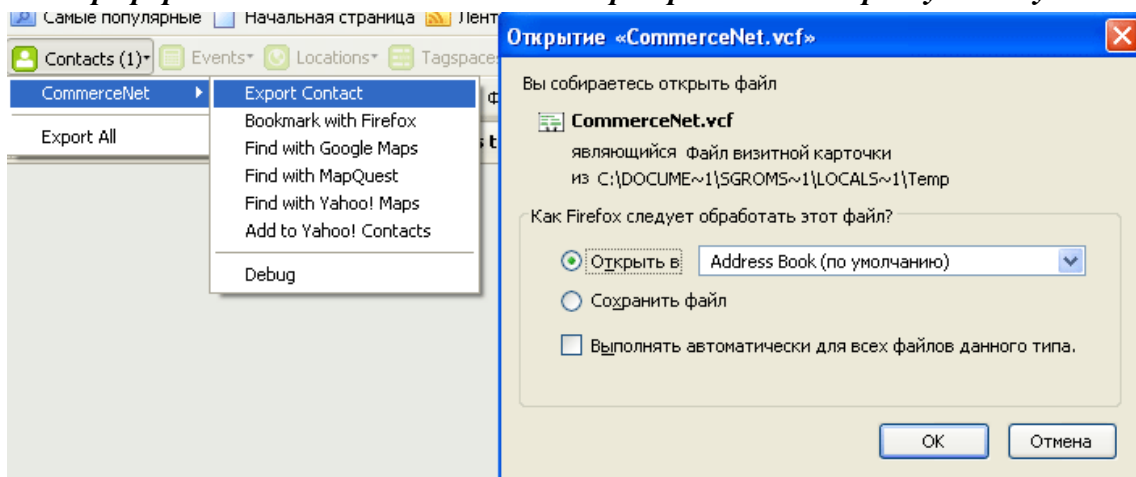 Самые популярные Начальная страница Лент
Contacts (1) Events Locations Tagspaces
CommerceNet
Export All
Export Contact
Bookmark with Firefox
Find with Google Maps
Find with MapQuest
Find with Yahoo! Maps
Add to Yahoo! Contacts
Debug
Открытие «CommerceNet.vcf»
Вы собираетесь открыть файл
CommerceNet.vcf
являющийся Файл визитной карточки
из C:\DOCUME~1\SGROMS~1\LOCALS~1\Temp
Как Firefox следует обработать этот файл?
Открыть в Address Book (по умолчанию)
Сохранить файл
Выполнять автоматически для всех файлов данного типа.
OK Отмена